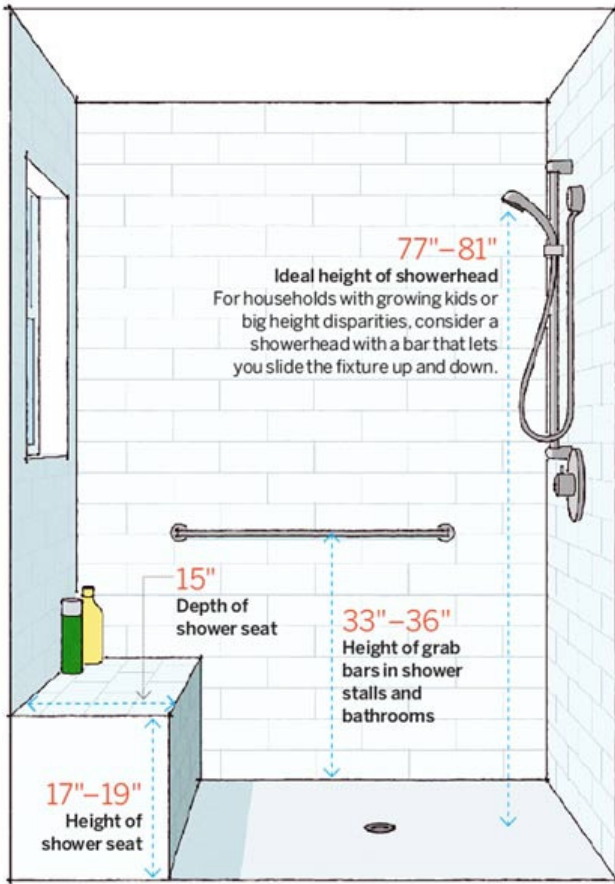 77"–81"
Ideal height of showerhead
For households with growing kids or
big height disparities, consider a
showerhead with a bar that lets
you slide the fixture up and down.
15"
Depth of
shower seat
33"–36"
Height of grab
bars in shower
stalls and
bathrooms
17"–19"
Height of
shower seat